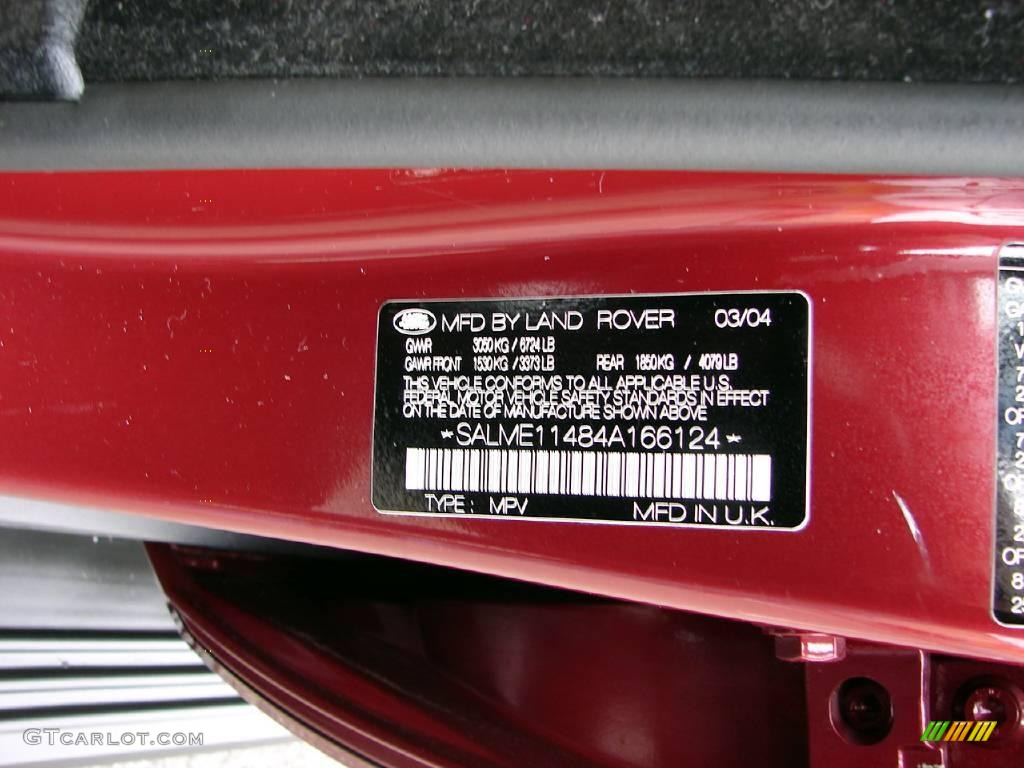 MFD BY LAND ROVER 03/04
GVWR 3050 KG / 6724 LB
GAWR FRONT 1530 KG / 3373 LB REAR 1850 KG / 4079 LB
THIS VEHICLE CONFORMS TO ALL APPLICABLE U.S.
FEDERAL MOTOR VEHICLE SAFETY STANDARDS IN EFFECT
ON THE DATE OF MANUFACTURE SHOWN ABOVE
*SALME11484A166124*
TYPE : MPV MFD IN U.K.
GTCARLOT.COM